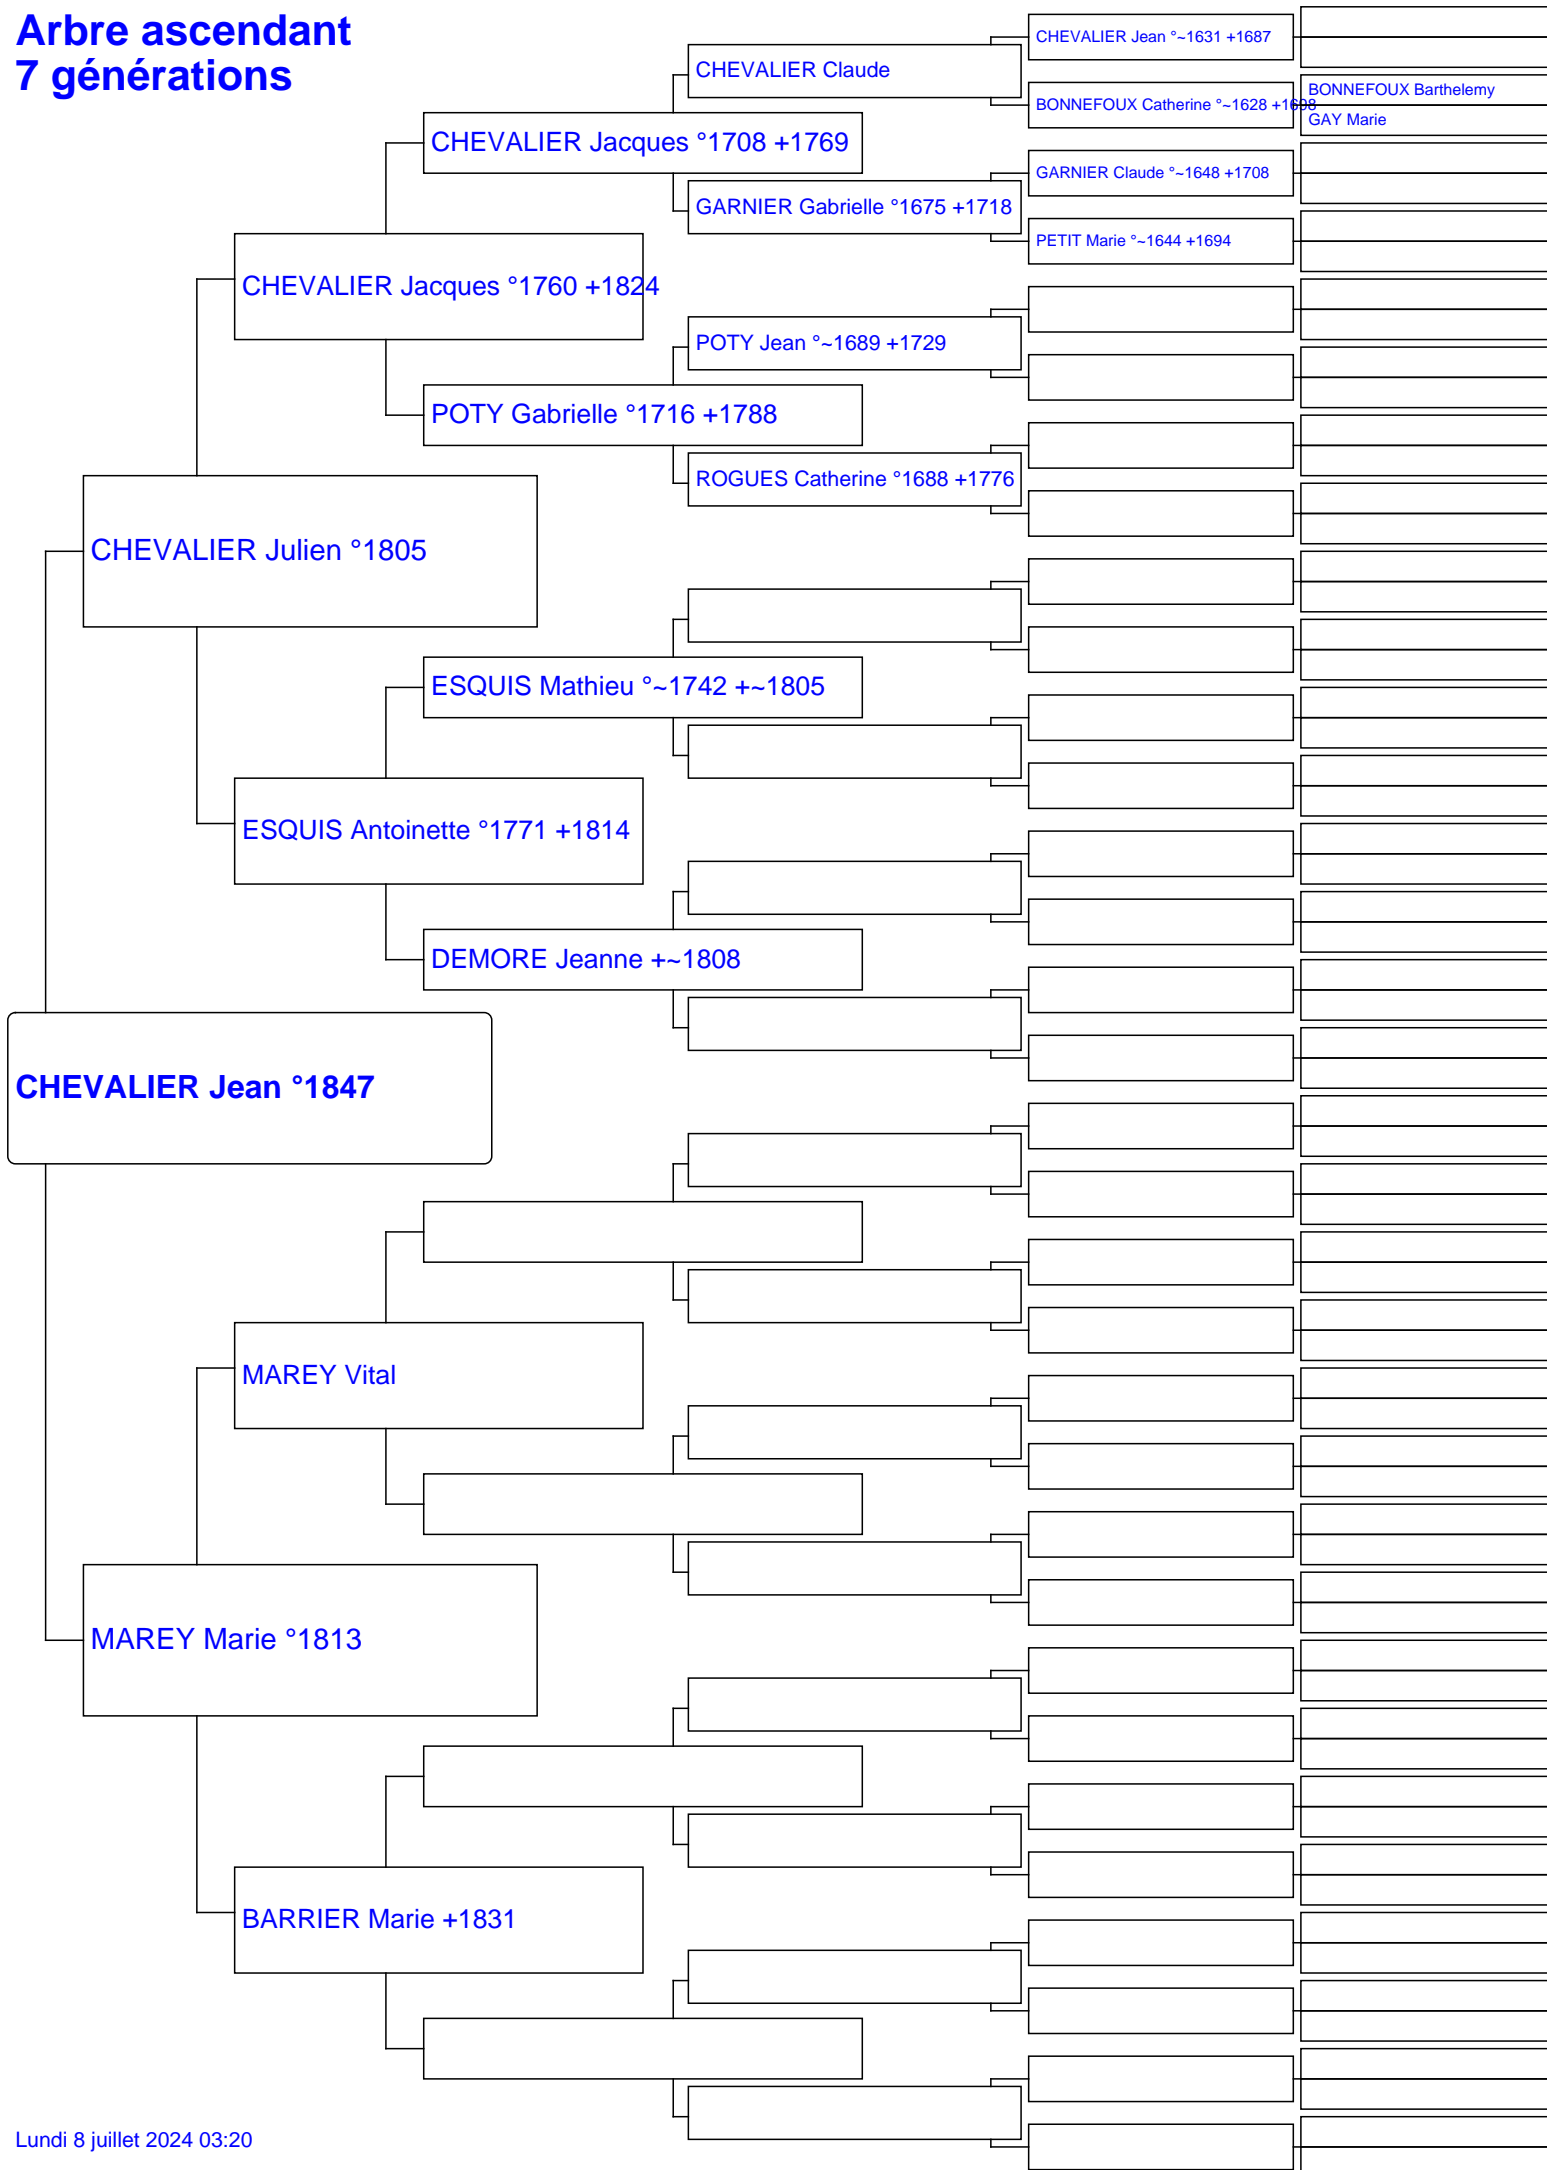 Arbre ascendant
7 générations
CHEVALIER Jean °~1631 +1687
CHEVALIER Claude
BONNEFOUX Barthelemy
BONNEFOUX Catherine °~1628 +1698
GAY Marie
CHEVALIER Jacques °1708 +1769
GARNIER Claude °~1648 +1708
GARNIER Gabrielle °1675 +1718
PETIT Marie °~1644 +1694
CHEVALIER Jacques °1760 +1824
POTY Jean °~1689 +1729
POTY Gabrielle °1716 +1788
ROGUES Catherine °1688 +1776
CHEVALIER Julien °1805
ESQUIS Mathieu °~1742 +~1805
ESQUIS Antoinette °1771 +1814
DEMORE Jeanne +~1808
CHEVALIER Jean °1847
MAREY Vital
MAREY Marie °1813
BARRIER Marie +1831
Lundi 8 juillet 2024 03:20